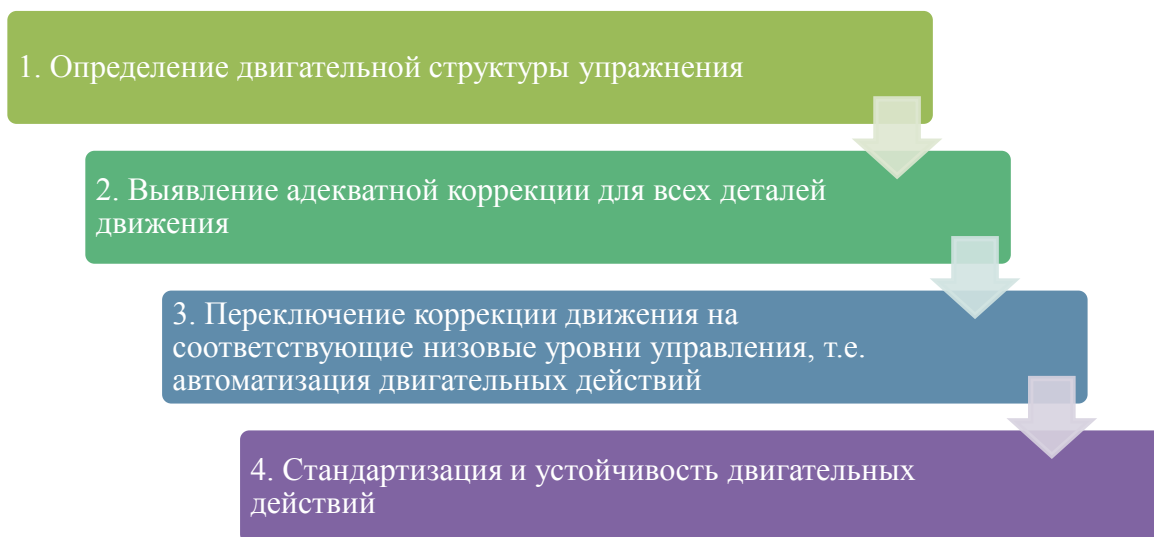 1. Определение двигательной структуры упражнения
2. Выявление адекватной коррекции для всех деталей
движения
3. Переключение коррекции движения на
соответствующие низовые уровни управления, т.е.
автоматизация двигательных действий
4. Стандартизация и устойчивость двигательных
действий